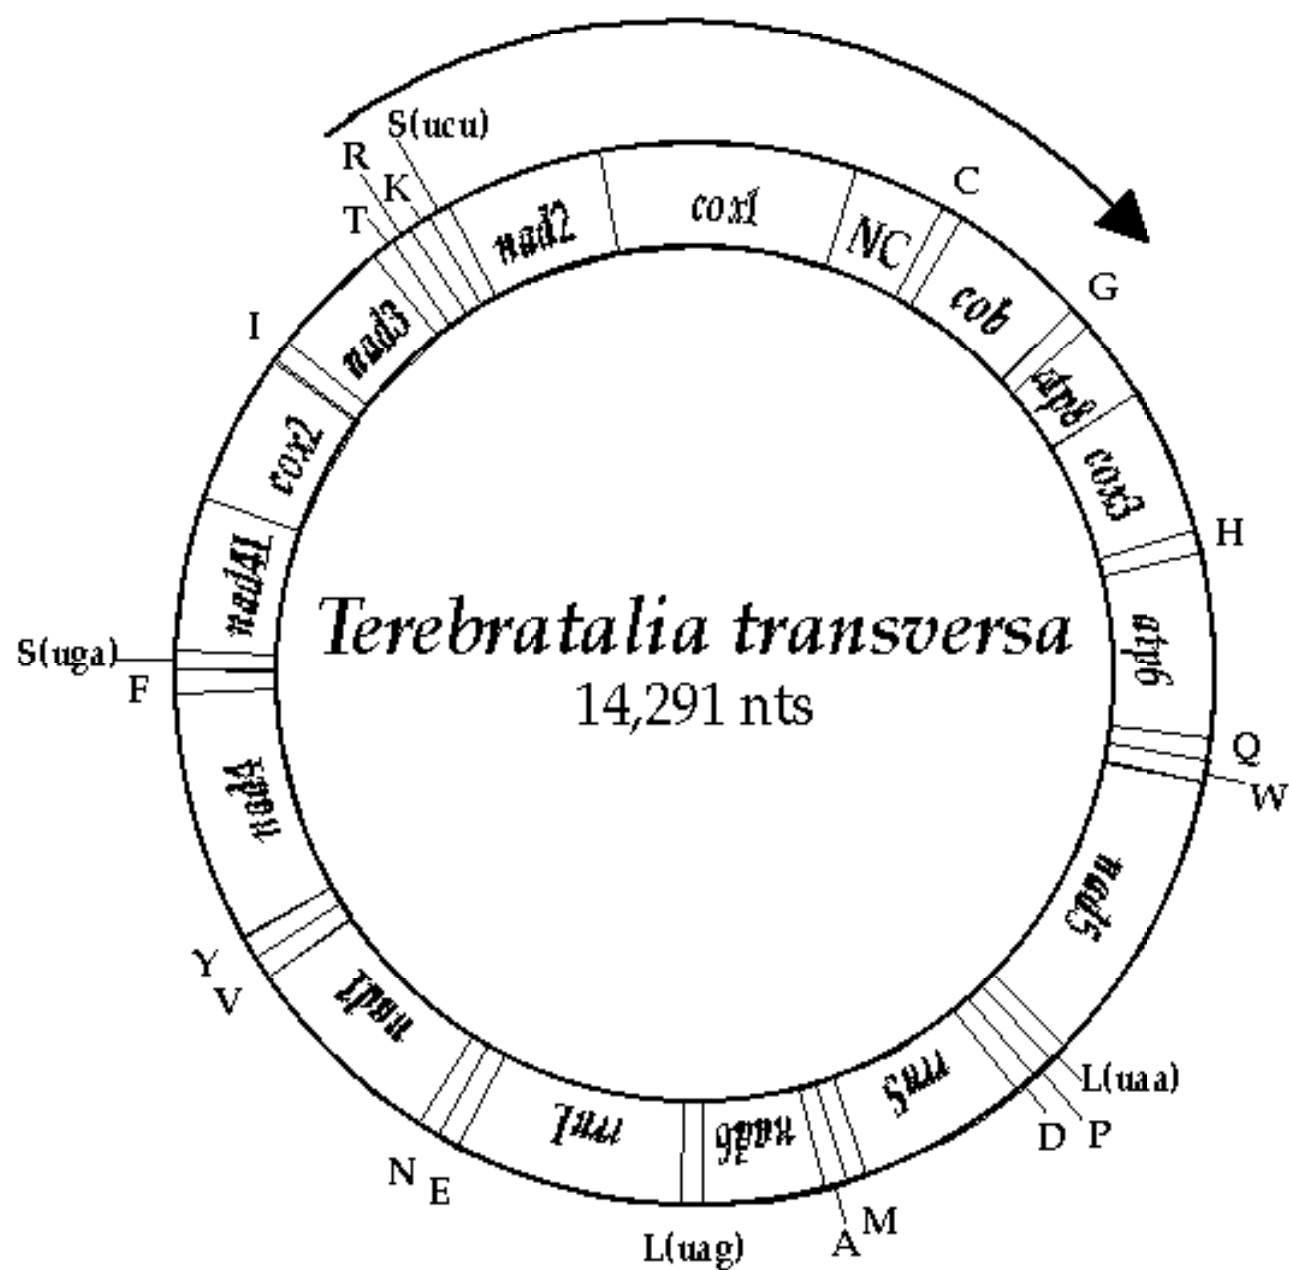 S(ucu)
R
K
T
I
C
G
H
Q
W
L(uaa)
P
D
M
A
L(uag)
E
N
V
Y
F
S(uga)
nad2
cox1
NC
cob
atp8
cox3
atp6
nad5
rrnS
nad6
rrnL
nad1
nad4
nad4L
cox2
nad3
Terebratalia transversa
14,291 nts